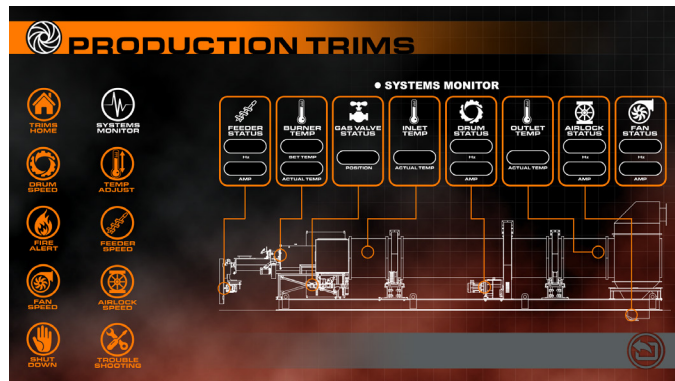 PRODUCTION TRIMS
SYSTEMS MONITOR
TRIMS
HOME
SYSTEMS
MONITOR
DRUM
SPEED
TEMP
ADJUST
FIRE
ALERT
FEEDER
SPEED
FAN
SPEED
AIRLOCK
SPEED
SHUT
DOWN
TROUBLE
SHOOTING
FEEDER
STATUS
Hz
AMP
BURNER
TEMP
SET TEMP
ACTUAL TEMP
GAS VALVE
STATUS
POSITION
INLET
TEMP
ACTUAL TEMP
DRUM
STATUS
Hz
AMP
OUTLET
TEMP
ACTUAL TEMP
AIRLOCK
STATUS
Hz
AMP
FAN
STATUS
Hz
AMP